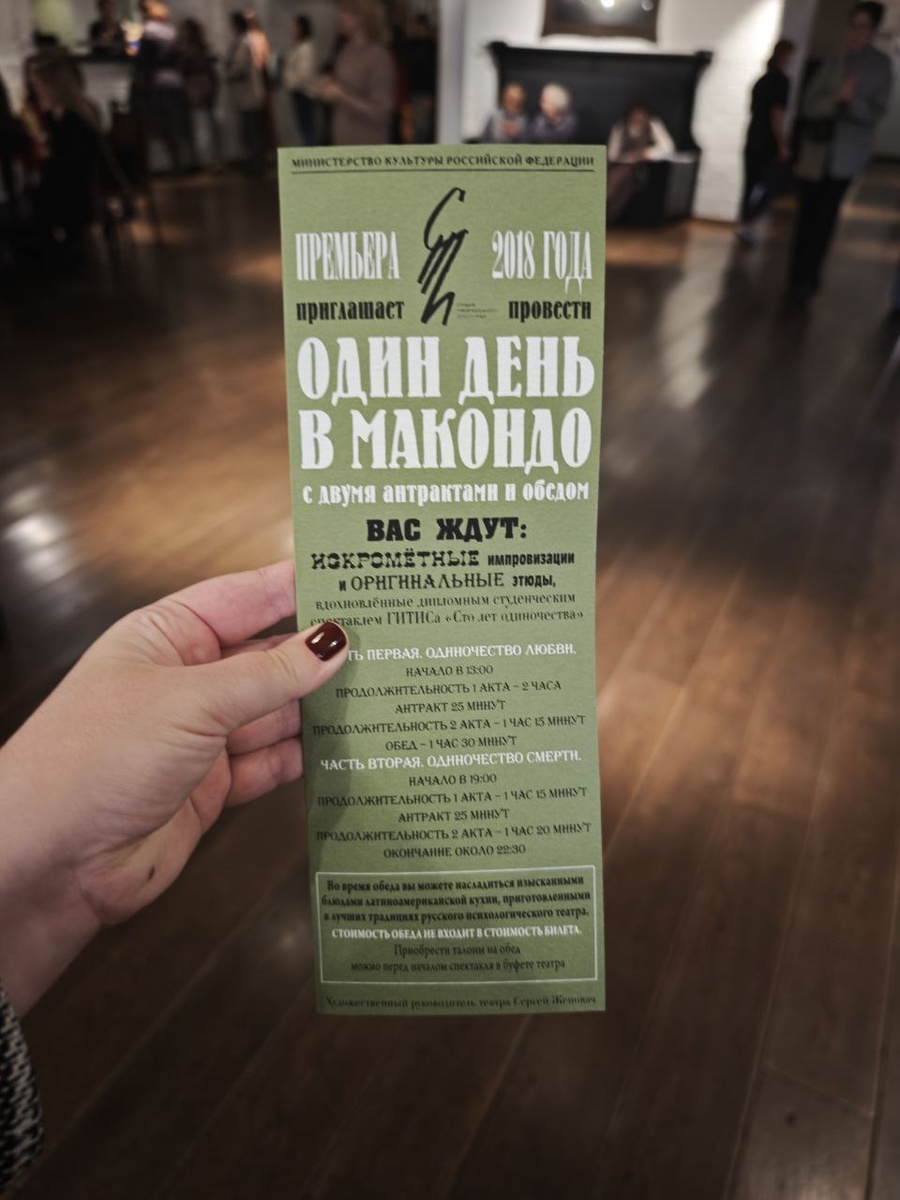 МИНИСТЕРСТВО КУЛЬТУРЫ РОССИЙСКОЙ ФЕДЕРАЦИИ
СТИ
ПРЕМЬЕРА 2018 ГОДА
приглашает провести
ОДИН ДЕНЬ
В МАКОНДО
с двумя антрактами и обедом
ВАС ЖДУТ:
ИСКРОМЁТНЫЕ импровизации
и ОРИГИНАЛЬНЫЕ этюды,
вдохновлённые дипломным студенческим
спектаклем ГИТИСа «Сто лет одиночества»
ТЬ ПЕРВАЯ. ОДИНОЧЕСТВО ЛЮБВИ.
НАЧАЛО В 13:00
ПРОДОЛЖИТЕЛЬНОСТЬ 1 АКТА – 2 ЧАСА
АНТРАКТ 25 МИНУТ
ПРОДОЛЖИТЕЛЬНОСТЬ 2 АКТА – 1 ЧАС 15 МИНУТ
ОБЕД – 1 ЧАС 30 МИНУТ
ЧАСТЬ ВТОРАЯ. ОДИНОЧЕСТВО СМЕРТИ.
НАЧАЛО В 19:00
ПРОДОЛЖИТЕЛЬНОСТЬ 1 АКТА – 1 ЧАС 15 МИНУТ
АНТРАКТ 25 МИНУТ
ПРОДОЛЖИТЕЛЬНОСТЬ 2 АКТА – 1 ЧАС 20 МИНУТ
ОКОНЧАНИЕ ОКОЛО 22:30
Во время обеда вы можете насладиться изысканными
блюдами латиноамериканской кухни, приготовленными
в лучших традициях русского психологического театра.
СТОИМОСТЬ ОБЕДА НЕ ВХОДИТ В СТОИМОСТЬ БИЛЕТА.
Приобрести талоны на обед
можно перед началом спектакля в буфете театра
Художественный руководитель театра Сергей Женовач